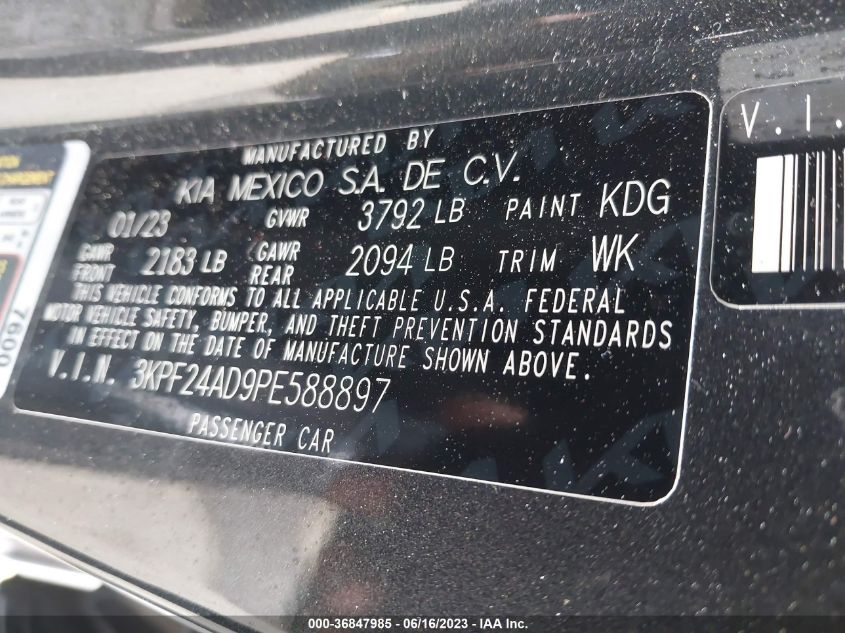 MANUFACTURED BY
KIA MEXICO S.A. DE C.V.
01/23 GVWR 3792 LB PAINT KDG
GAWR FRONT 2183 LB GAWR REAR 2094 LB TRIM WK
THIS VEHICLE CONFORMS TO ALL APPLICABLE U.S.A. FEDERAL
MOTOR VEHICLE SAFETY, BUMPER, AND THEFT PREVENTION STANDARDS
IN EFFECT ON THE DATE OF MANUFACTURE SHOWN ABOVE.
V.I.N. 3KPF24AD9PE588897
PASSENGER CAR
V.I.
7600
000-36847985 - 06/16/2023 - IAA Inc.